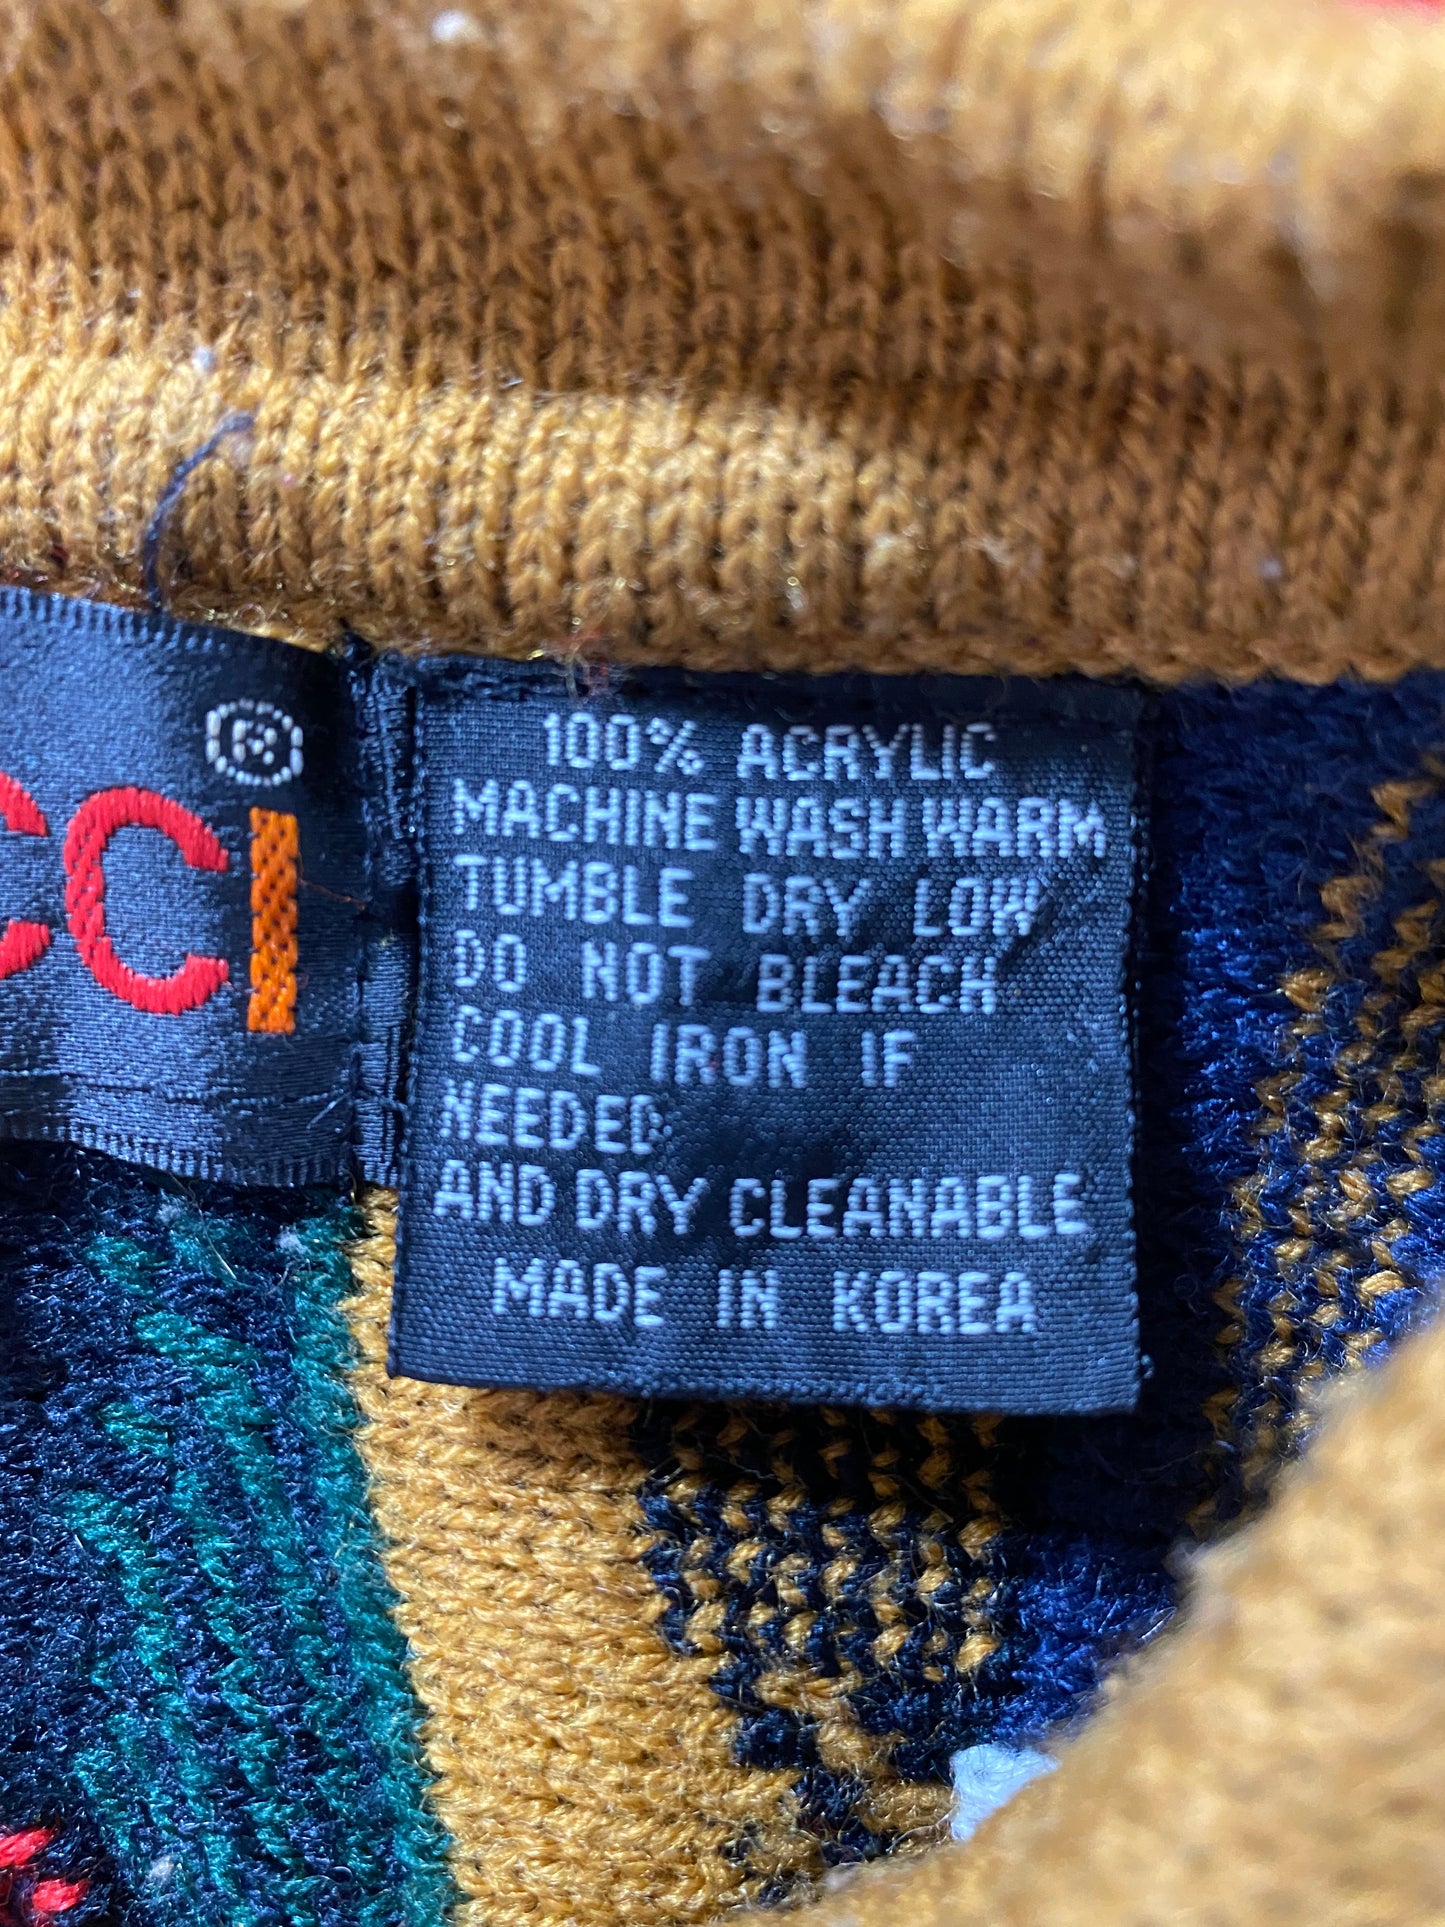 cci®
100% ACRYLIC
MACHINE WASH WARM
TUMBLE DRY LOW
DO NOT BLEACH
COOL IRON IF
NEEDED
AND DRY CLEANABLE
MADE IN KOREA